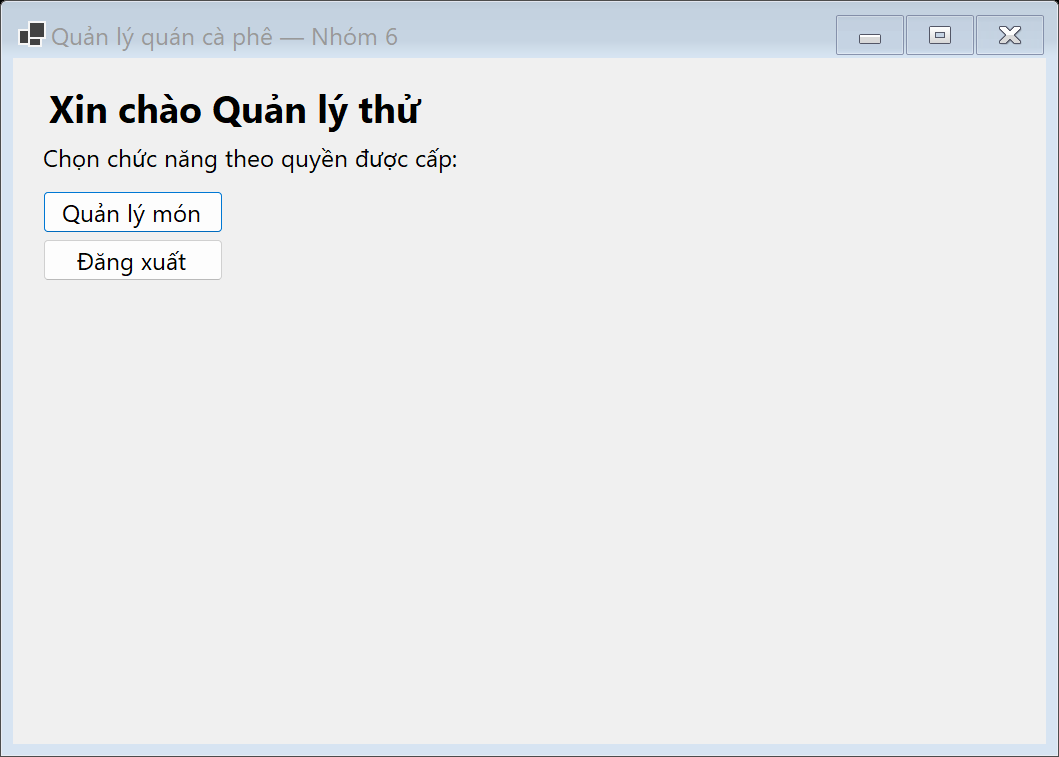 Quản lý quán cà phê — Nhóm 6
Xin chào Quản lý thử
Chọn chức năng theo quyền được cấp:
Quản lý món
Đăng xuất